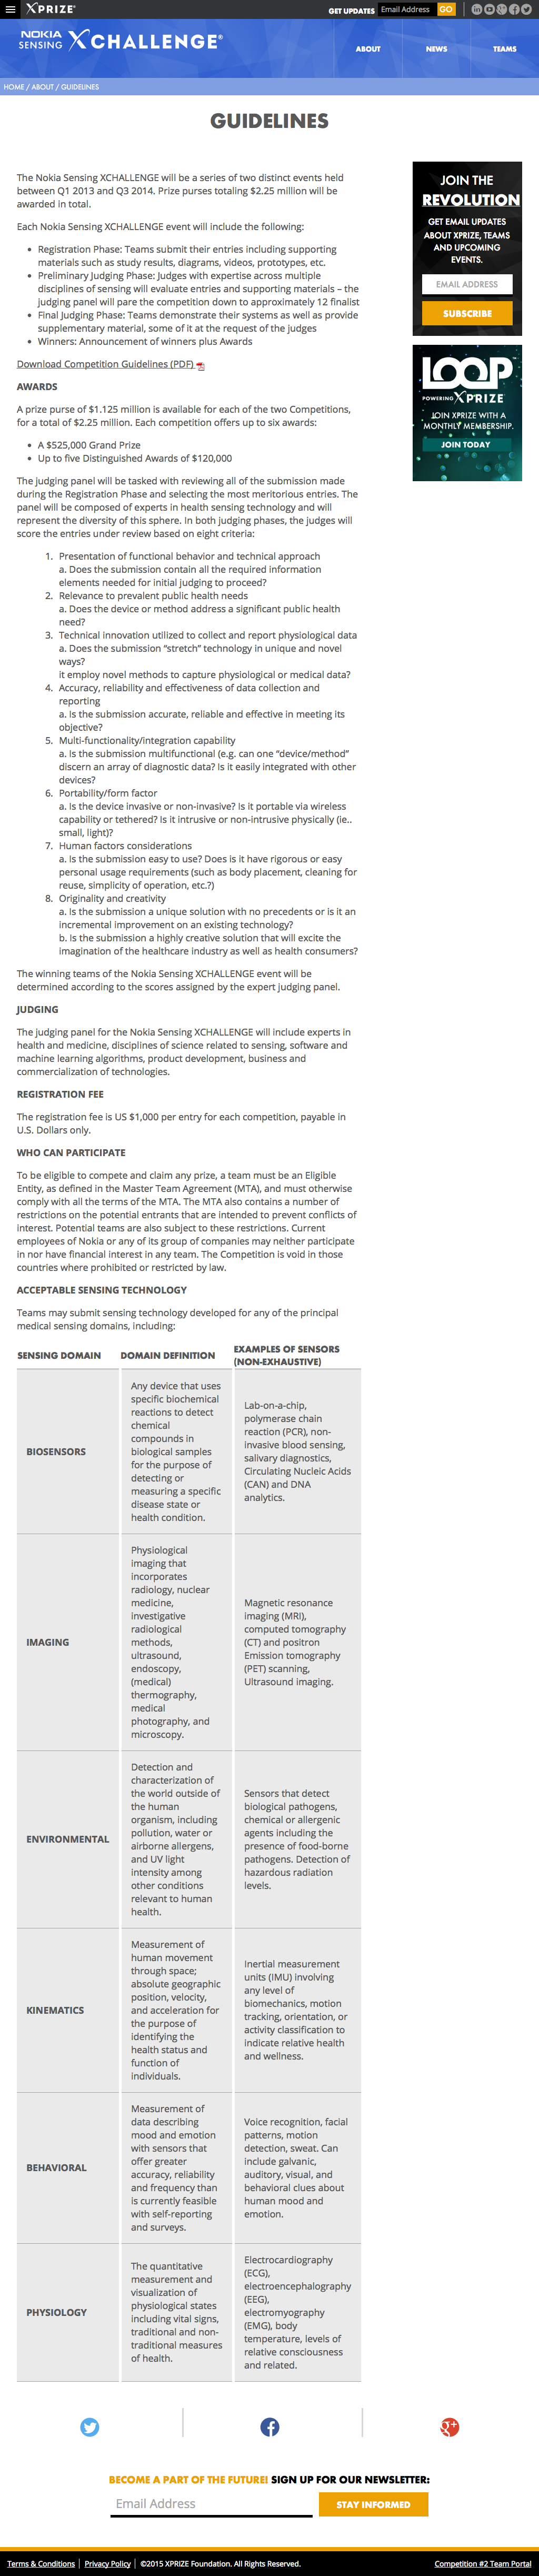 XPRIZE®
GET UPDATES Email Address GO
NOKIA
SENSING XCHALLENGE®
ABOUT NEWS TEAMS
HOME / ABOUT / GUIDELINES
GUIDELINES
The Nokia Sensing XCHALLENGE will be a series of two distinct events held
between Q1 2013 and Q3 2014. Prize purses totaling $2.25 million will be
awarded in total.
Each Nokia Sensing XCHALLENGE event will include the following:
• Registration Phase: Teams submit their entries including supporting
materials such as study results, diagrams, videos, prototypes, etc.
• Preliminary Judging Phase: Judges with expertise across multiple
disciplines of sensing will evaluate entries and supporting materials – the
judging panel will pare the competition down to approximately 12 finalist
• Final Judging Phase: Teams demonstrate their systems as well as provide
supplementary material, some of it at the request of the judges
• Winners: Announcement of winners plus Awards
Download Competition Guidelines (PDF)
AWARDS
A prize purse of $1.125 million is available for each of the two Competitions,
for a total of $2.25 million. Each competition offers up to six awards:
• A $525,000 Grand Prize
• Up to five Distinguished Awards of $120,000
The judging panel will be tasked with reviewing all of the submission made
during the Registration Phase and selecting the most meritorious entries. The
panel will be composed of experts in health sensing technology and will
represent the diversity of this sphere. In both judging phases, the judges will
score the entries under review based on eight criteria:
1. Presentation of functional behavior and technical approach
a. Does the submission contain all the required information
elements needed for initial judging to proceed?
2. Relevance to prevalent public health needs
a. Does the device or method address a significant public health
need?
3. Technical innovation utilized to collect and report physiological data
a. Does the submission “stretch” technology in unique and novel
ways?
it employ novel methods to capture physiological or medical data?
4. Accuracy, reliability and effectiveness of data collection and
reporting
a. Is the submission accurate, reliable and effective in meeting its
objective?
5. Multi-functionality/integration capability
a. Is the submission multifunctional (e.g. can one “device/method”
discern an array of diagnostic data? Is it easily integrated with other
devices?
6. Portability/form factor
a. Is the device invasive or non-invasive? Is it portable via wireless
capability or tethered? Is it intrusive or non-intrusive physically (ie..
small, light)?
7. Human factors considerations
a. Is the submission easy to use? Does is it have rigorous or easy
personal usage requirements (such as body placement, cleaning for
reuse, simplicity of operation, etc.?)
8. Originality and creativity
a. Is the submission a unique solution with no precedents or is it an
incremental improvement on an existing technology?
b. Is the submission a highly creative solution that will excite the
imagination of the healthcare industry as well as health consumers?
The winning teams of the Nokia Sensing XCHALLENGE event will be
determined according to the scores assigned by the expert judging panel.
JUDGING
The judging panel for the Nokia Sensing XCHALLENGE will include experts in
health and medicine, disciplines of science related to sensing, software and
machine learning algorithms, product development, business and
commercialization of technologies.
REGISTRATION FEE
The registration fee is US $1,000 per entry for each competition, payable in
U.S. Dollars only.
WHO CAN PARTICIPATE
To be eligible to compete and claim any prize, a team must be an Eligible
Entity, as defined in the Master Team Agreement (MTA), and must otherwise
comply with all the terms of the MTA. The MTA also contains a number of
restrictions on the potential entrants that are intended to prevent conflicts of
interest. Potential teams are also subject to these restrictions. Current
employees of Nokia or any of its group of companies may neither participate
in nor have financial interest in any team. The Competition is void in those
countries where prohibited or restricted by law.
ACCEPTABLE SENSING TECHNOLOGY
Teams may submit sensing technology developed for any of the principal
medical sensing domains, including:
SENSING DOMAIN DOMAIN DEFINITION EXAMPLES OF SENSORS
(NON-EXHAUSTIVE)
BIOSENSORS
Any device that uses
specific biochemical
reactions to detect
chemical
compounds in
biological samples
for the purpose of
detecting or
measuring a specific
disease state or
health condition.
Lab-on-a-chip,
polymerase chain
reaction (PCR), non-
invasive blood sensing,
salivary diagnostics,
Circulating Nucleic Acids
(CAN) and DNA
analytics.
IMAGING
Physiological
imaging that
incorporates
radiology, nuclear
medicine,
investigative
radiological
methods,
ultrasound,
endoscopy,
(medical)
thermography,
medical
photography, and
microscopy.
Magnetic resonance
imaging (MRI),
computed tomography
(CT) and positron
Emission tomography
(PET) scanning,
Ultrasound imaging.
ENVIRONMENTAL
Detection and
characterization of
the world outside of
the human
organism, including
pollution, water or
airborne allergens,
and UV light
intensity among
other conditions
relevant to human
health.
Sensors that detect
biological pathogens,
chemical or allergenic
agents including the
presence of food-borne
pathogens. Detection of
hazardous radiation
levels.
KINEMATICS
Measurement of
human movement
through space;
absolute geographic
position, velocity,
and acceleration for
the purpose of
identifying the
health status and
function of
individuals.
Inertial measurement
units (IMU) involving
any level of
biomechanics, motion
tracking, orientation, or
activity classification to
indicate relative health
and wellness.
BEHAVIORAL
Measurement of
data describing
mood and emotion
with sensors that
offer greater
accuracy, reliability
and frequency than
is currently feasible
with self-reporting
and surveys.
Voice recognition, facial
patterns, motion
detection, sweat. Can
include galvanic,
auditory, visual, and
behavioral clues about
human mood and
emotion.
PHYSIOLOGY
The quantitative
measurement and
visualization of
physiological states
including vital signs,
traditional and non-
traditional measures
of health.
Electrocardiography
(ECG),
electroencephalography
(EEG),
electromyography
(EMG), body
temperature, levels of
relative consciousness
and related.
JOIN THE
REVOLUTION
GET EMAIL UPDATES
ABOUT XPRIZE, TEAMS
AND UPCOMING
EVENTS.
EMAIL ADDRESS
SUBSCRIBE
LOOP
POWERING XPRIZE
JOIN XPRIZE WITH A
MONTHLY MEMBERSHIP.
JOIN TODAY
BECOME A PART OF THE FUTURE! SIGN UP FOR OUR NEWSLETTER:
Email Address STAY INFORMED
Terms & Conditions | Privacy Policy | ©2015 XPRIZE Foundation. All Rights Reserved. Competition #2 Team Portal